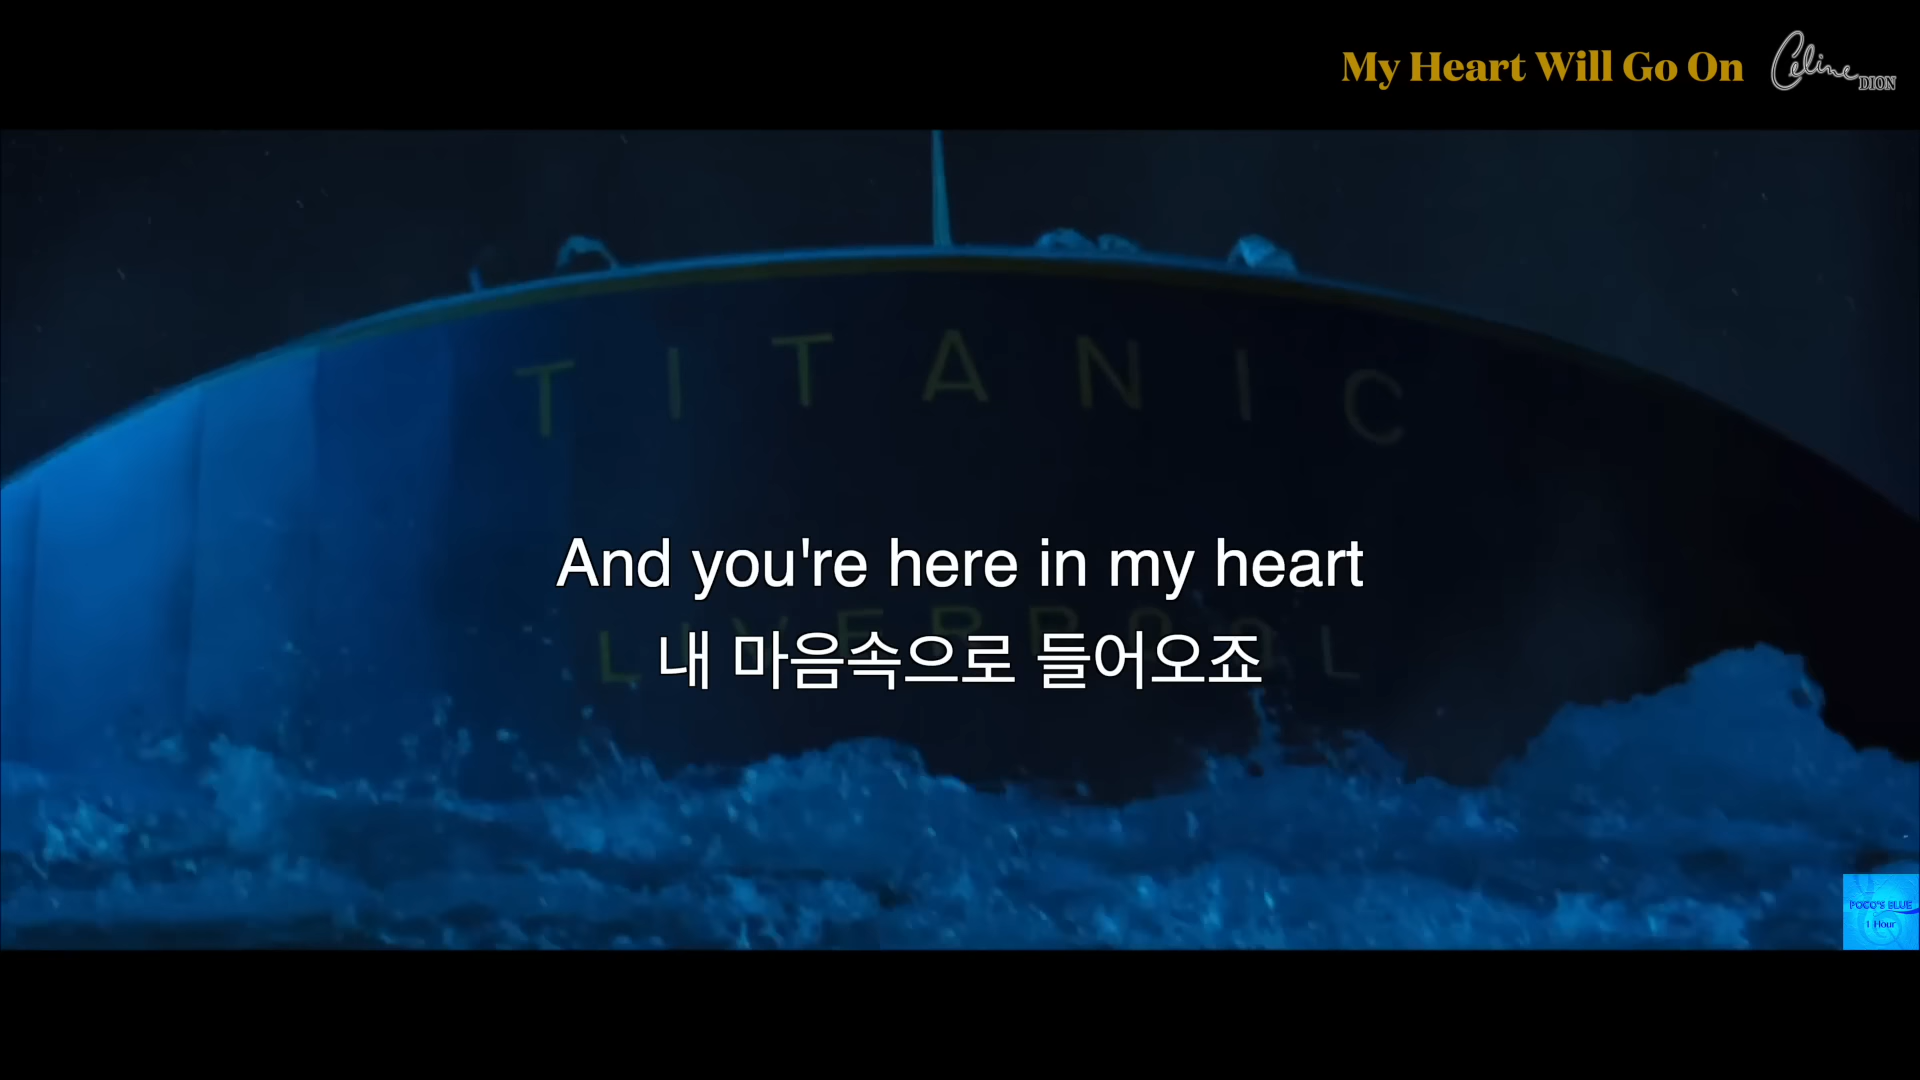 My Heart Will Go On
Celine DION
TITANIC
And you're here in my heart
LIVERPOOL
내 마음속으로 들어오죠
POCO'S BLUE
1 Hour